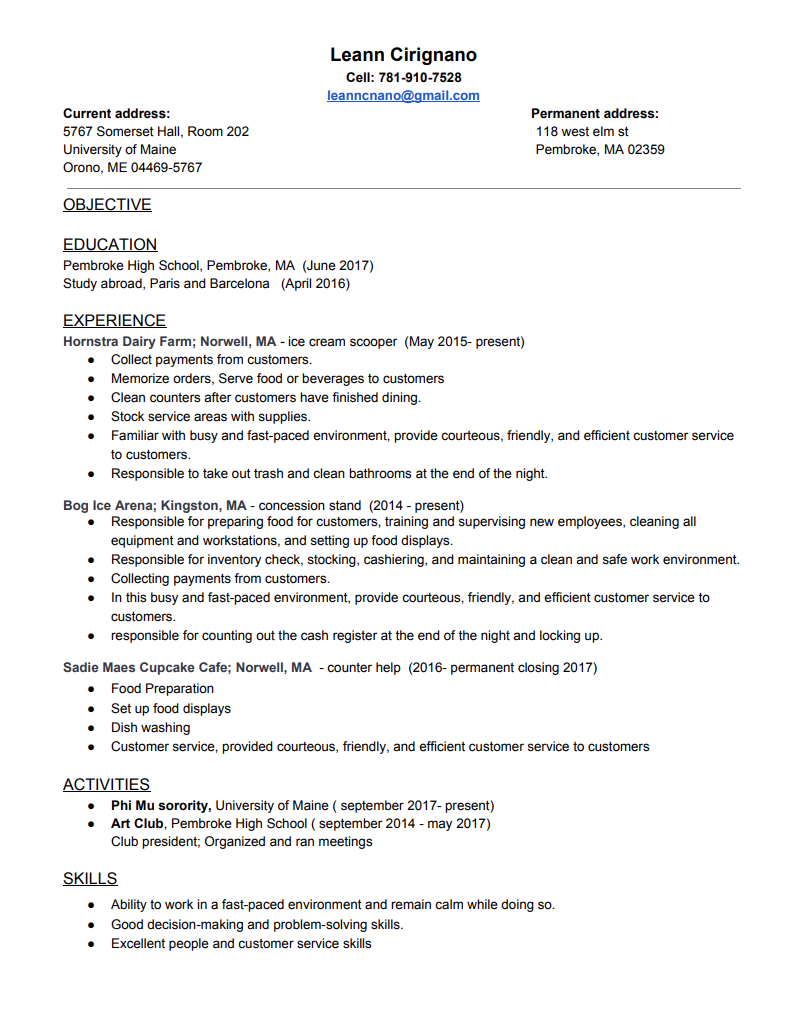 Leann Cirignano
Cell: 781-910-7528
leanncnano@gmail.com
Current address:
5767 Somerset Hall, Room 202
University of Maine
Orono, ME 04469-5767
Permanent address:
118 west elm st
Pembroke, MA 02359
OBJECTIVE
EDUCATION
Pembroke High School, Pembroke, MA  (June 2017)
Study abroad, Paris and Barcelona   (April 2016)
EXPERIENCE
Hornstra Dairy Farm; Norwell, MA - ice cream scooper  (May 2015- present)
● Collect payments from customers.
● Memorize orders, Serve food or beverages to customers
● Clean counters after customers have finished dining.
● Stock service areas with supplies.
● Familiar with busy and fast-paced environment, provide courteous, friendly, and efficient customer service
to customers.
● Responsible to take out trash and clean bathrooms at the end of the night.
Bog Ice Arena; Kingston, MA - concession stand  (2014 - present)
● Responsible for preparing food for customers, training and supervising new employees, cleaning all
equipment and workstations, and setting up food displays.
● Responsible for inventory check, stocking, cashiering, and maintaining a clean and safe work environment.
● Collecting payments from customers.
● In this busy and fast-paced environment, provide courteous, friendly, and efficient customer service to
customers.
● responsible for counting out the cash register at the end of the night and locking up.
Sadie Maes Cupcake Cafe; Norwell, MA  - counter help  (2016- permanent closing 2017)
● Food Preparation
● Set up food displays
● Dish washing
● Customer service, provided courteous, friendly, and efficient customer service to customers
ACTIVITIES
● Phi Mu sorority, University of Maine ( september 2017- present)
● Art Club, Pembroke High School ( september 2014 - may 2017)
Club president; Organized and ran meetings
SKILLS
● Ability to work in a fast-paced environment and remain calm while doing so.
● Good decision-making and problem-solving skills.
● Excellent people and customer service skills